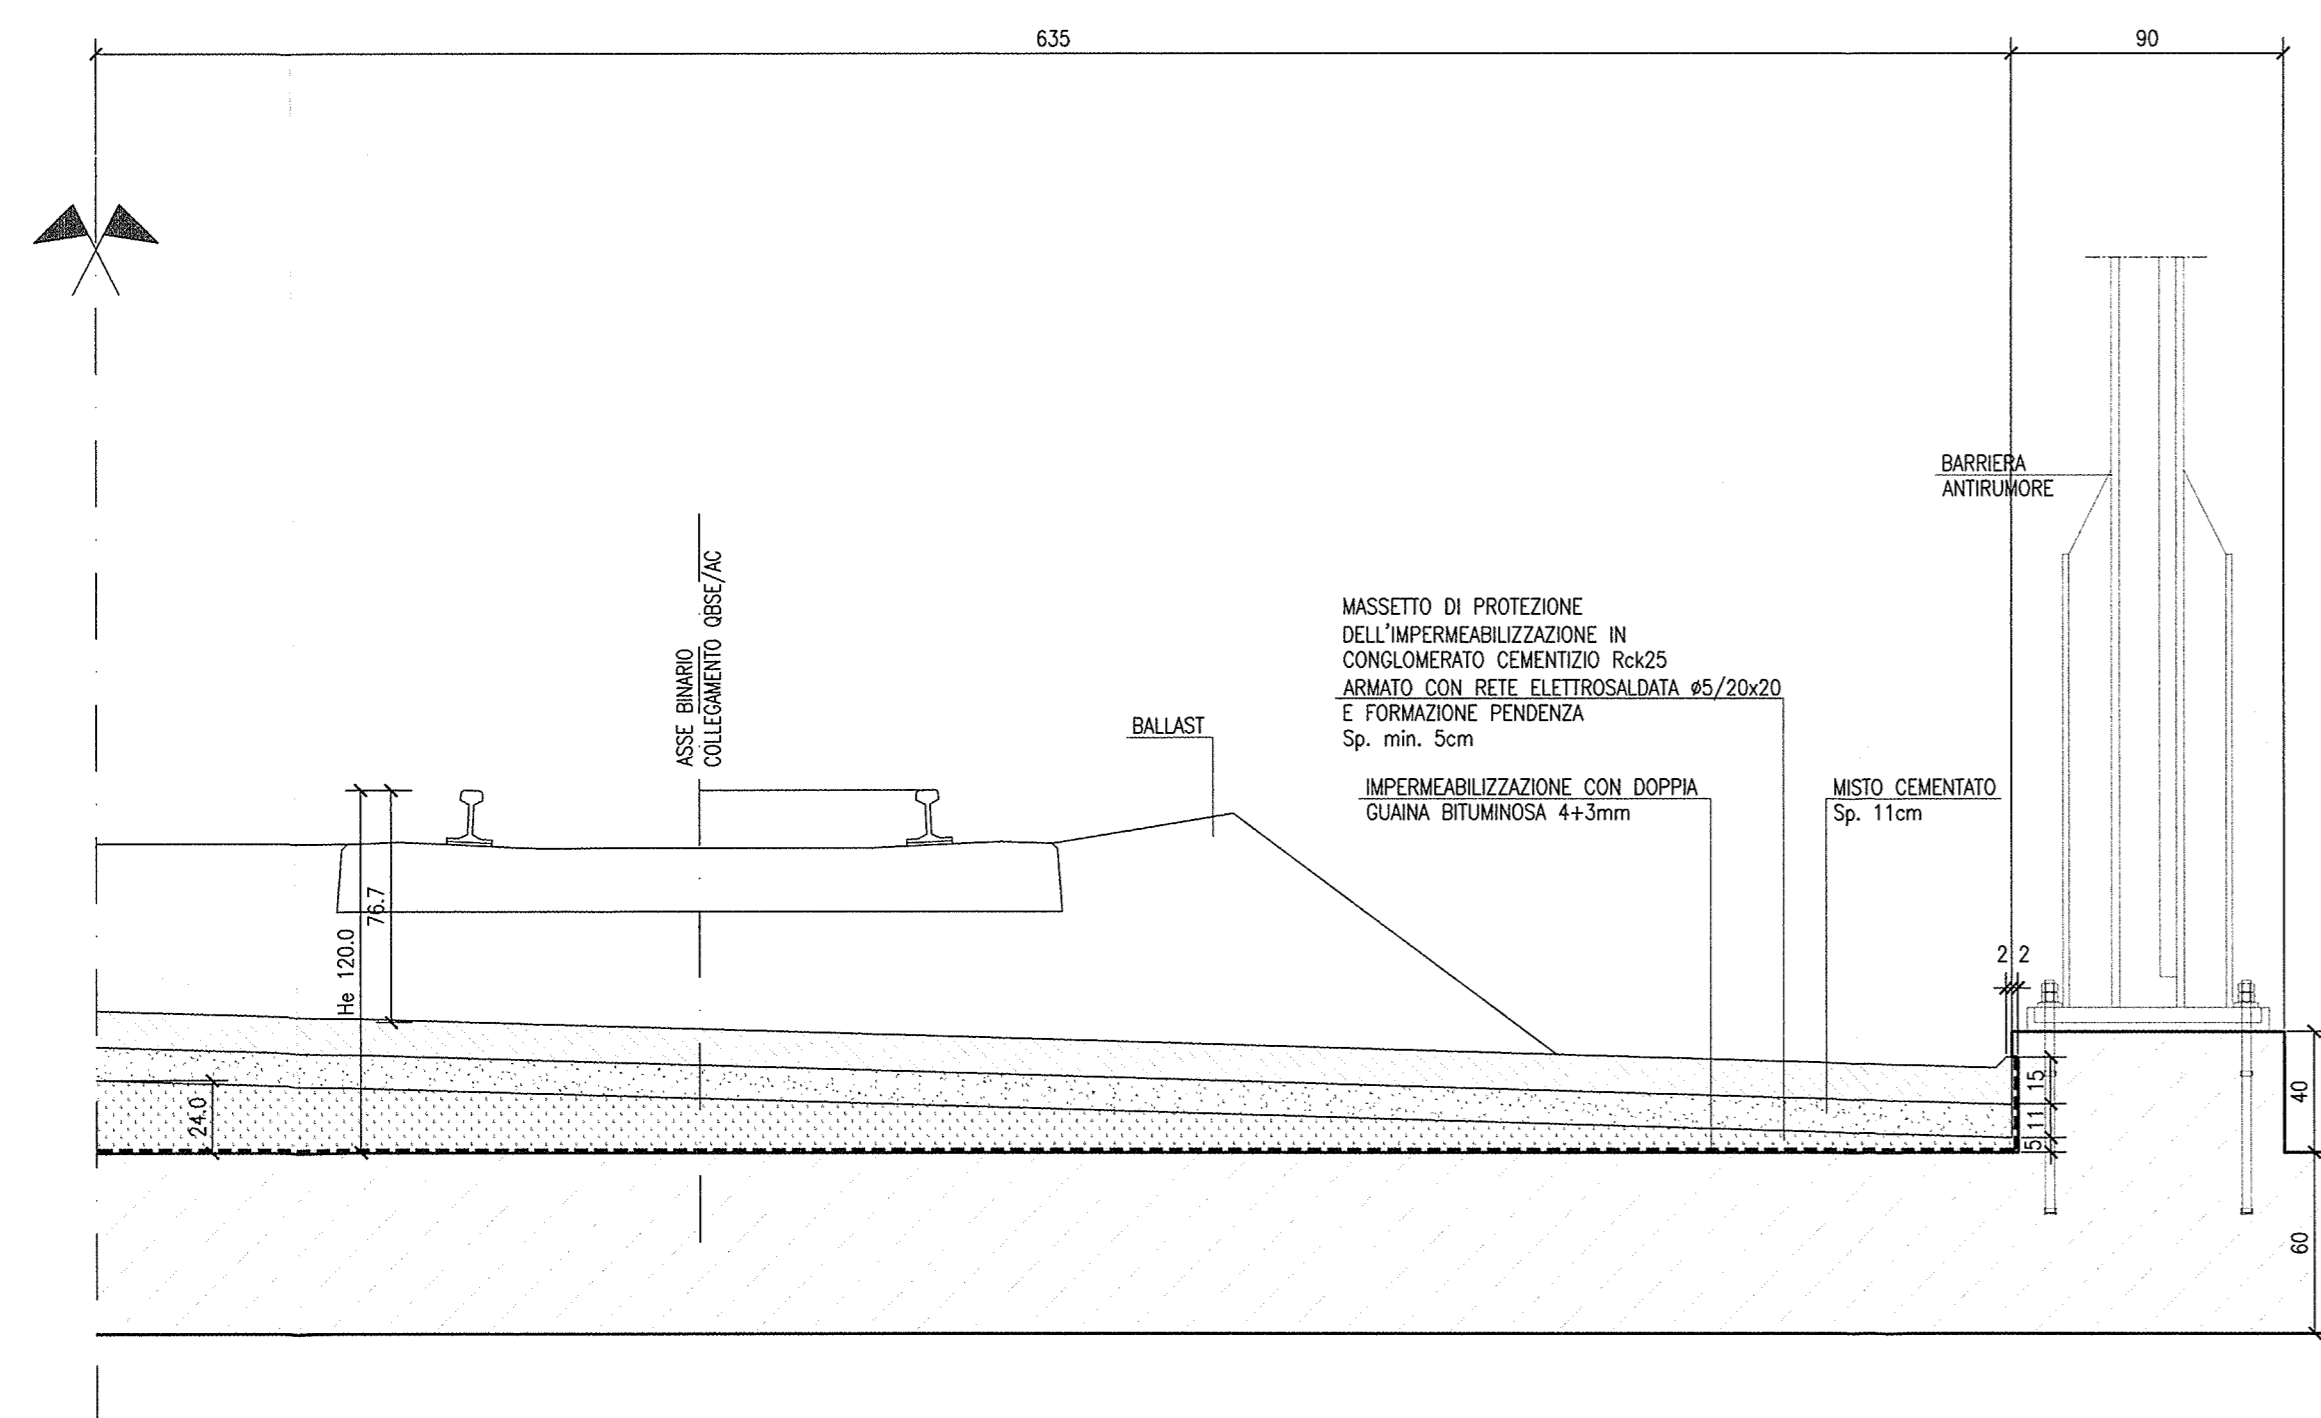 635
90
BARRIERA
ANTIRUMORE
ASSE BINARIO
COLLEGAMENTO QBSE/AC
MASSETTO DI PROTEZIONE
DELL'IMPERMEABILIZZAZIONE IN
CONGLOMERATO CEMENTIZIO Rck25
ARMATO CON RETE ELETTROSALDATA ø5/20x20
E FORMAZIONE PENDENZA
Sp. min. 5cm
BALLAST
IMPERMEABILIZZAZIONE CON DOPPIA
GUAINA BITUMINOSA 4+3mm
MISTO CEMENTATO
Sp. 11cm
76.7
He 120.0
2 2
24.0
15
11
5
40
60